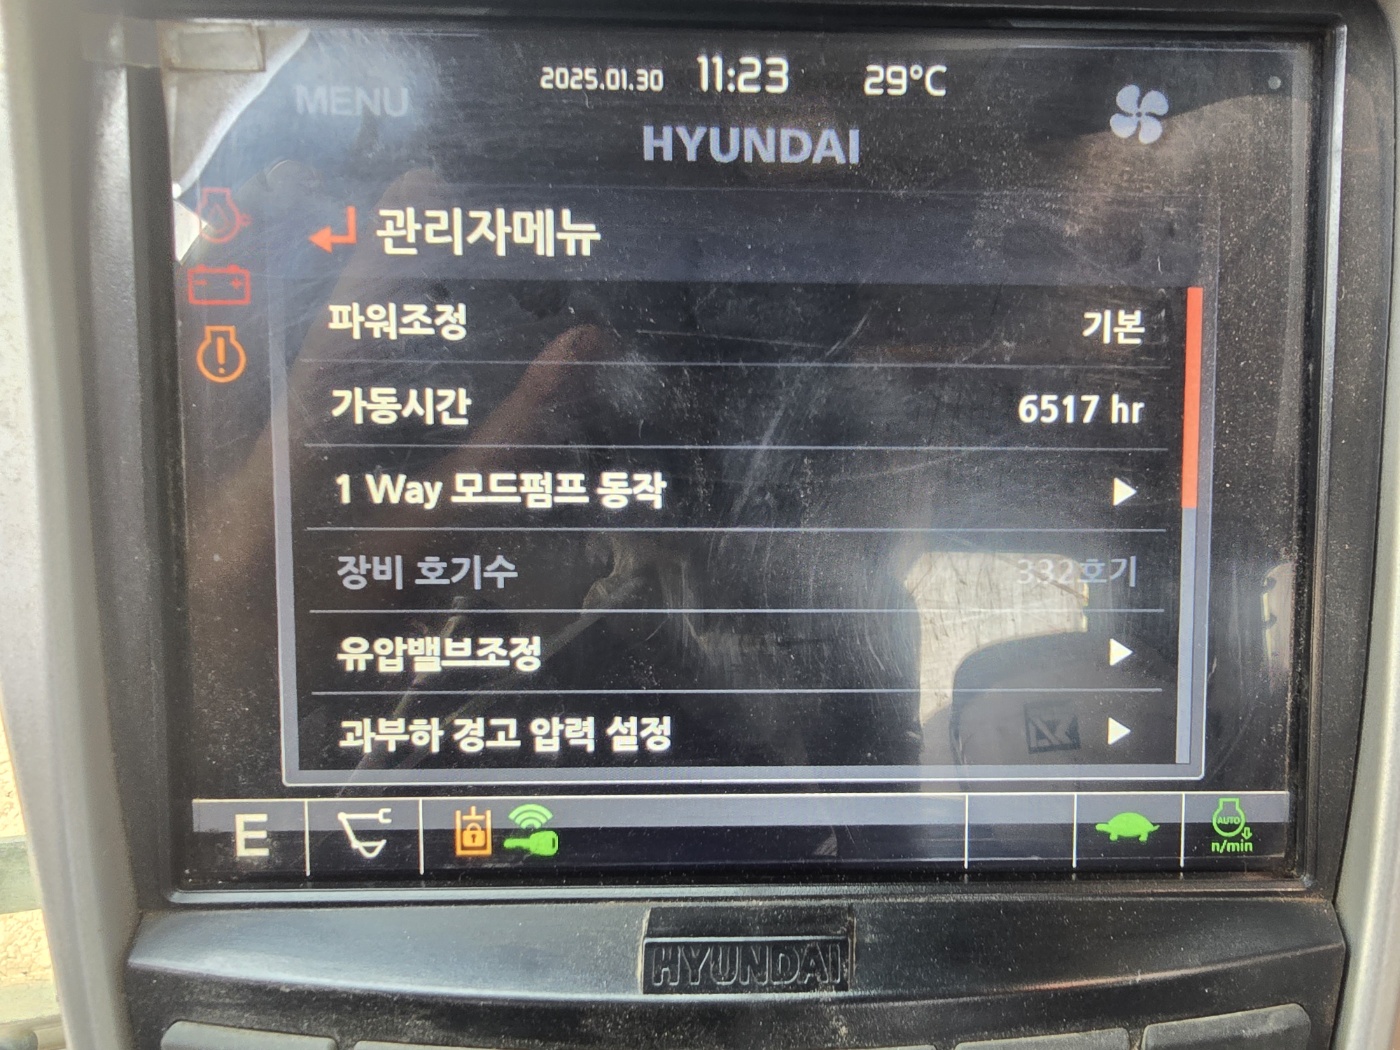 2025.01.30 11:23 29°C
MENU
HYUNDAI
관리자메뉴
파워조정 기본
가동시간 6517 hr
1 Way 모드펌프 동작
장비 호기수 332호기
유압밸브조정
과부하 경고 압력 설정
E AUTO
n/min
HYUNDAI